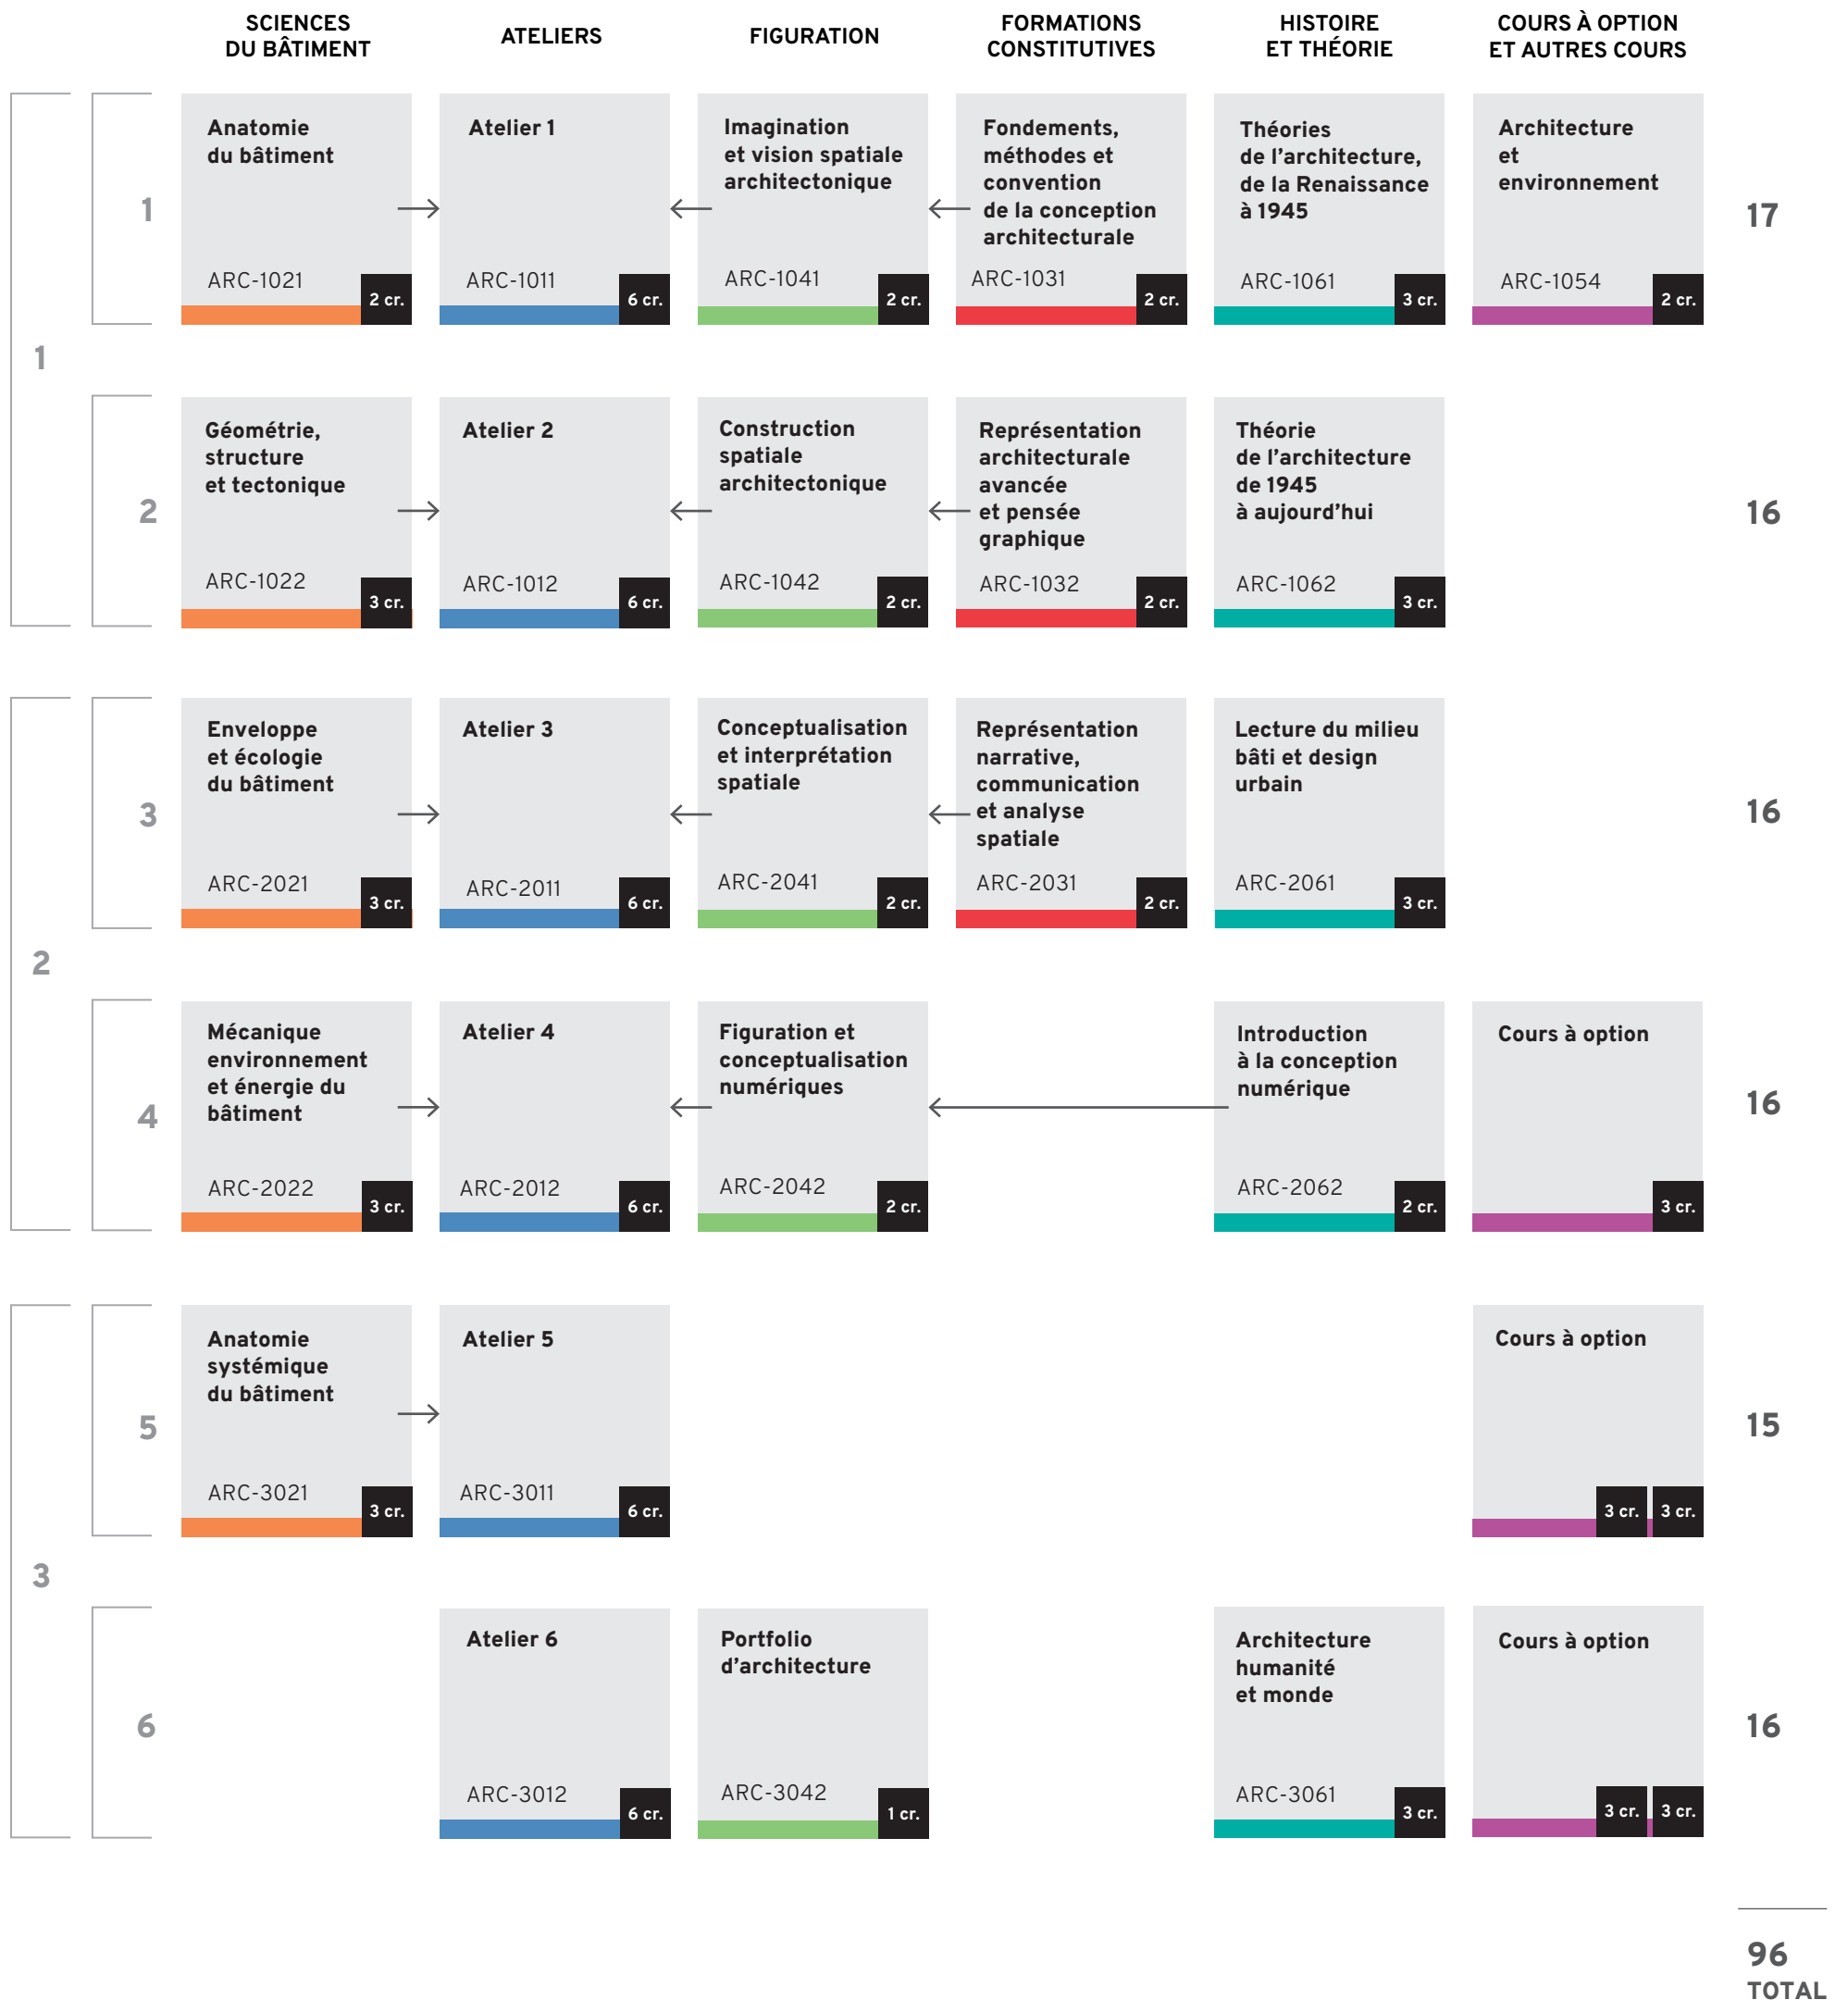 SCIENCES
DU BÂTIMENT
ATELIERS
FIGURATION
FORMATIONS
CONSTITUTIVES
HISTOIRE
ET THÉORIE
COURS À OPTION
ET AUTRES COURS
1
1
Anatomie
du bâtiment
ARC-1021
2 cr.
Atelier 1
ARC-1011
6 cr.
Imagination
et vision spatiale
architectonique
ARC-1041
2 cr.
Fondements,
méthodes et
convention
de la conception
architecturale
ARC-1031
2 cr.
Théories
de l’architecture,
de la Renaissance
à 1945
ARC-1061
3 cr.
Architecture
et
environnement
ARC-1054
2 cr.
17
2
Géométrie,
structure
et tectonique
ARC-1022
3 cr.
Atelier 2
ARC-1012
6 cr.
Construction
spatiale
architectonique
ARC-1042
2 cr.
Représentation
architecturale
avancée
et pensée
graphique
ARC-1032
2 cr.
Théorie
de l’architecture
de 1945
à aujourd’hui
ARC-1062
3 cr.
16
2
3
Enveloppe
et écologie
du bâtiment
ARC-2021
3 cr.
Atelier 3
ARC-2011
6 cr.
Conceptualisation
et interprétation
spatiale
ARC-2041
2 cr.
Représentation
narrative,
communication
et analyse
spatiale
ARC-2031
2 cr.
Lecture du milieu
bâti et design
urbain
ARC-2061
3 cr.
16
4
Mécanique
environnement
et énergie du
bâtiment
ARC-2022
3 cr.
Atelier 4
ARC-2012
6 cr.
Figuration et
conceptualisation
numériques
ARC-2042
2 cr.
Introduction
à la conception
numérique
ARC-2062
2 cr.
Cours à option
3 cr.
16
3
5
Anatomie
systémique
du bâtiment
ARC-3021
3 cr.
Atelier 5
ARC-3011
6 cr.
Cours à option
3 cr. 3 cr.
15
6
Atelier 6
ARC-3012
6 cr.
Portfolio
d’architecture
ARC-3042
1 cr.
Architecture
humanité
et monde
ARC-3061
3 cr.
Cours à option
3 cr. 3 cr.
16
96
TOTAL